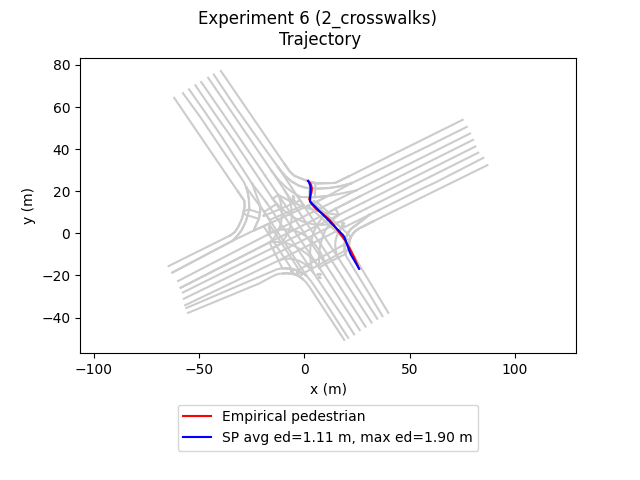 Experiment 6 (2_crosswalks)
Trajectory
80
60
40
20
0
−20
−40
y (m)
−100
−50
0
50
100
x (m)
Empirical pedestrian
SP avg ed=1.11 m, max ed=1.90 m